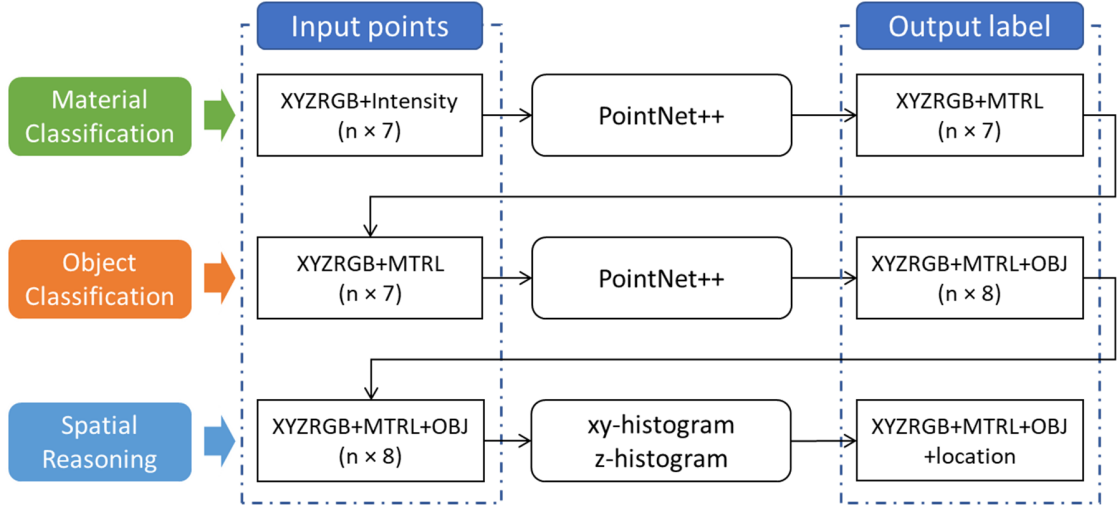 Input points
Output label
Material
Classification
XYZRGB+Intensity
(n × 7)
PointNet++
XYZRGB+MTRL
(n × 7)
Object
Classification
XYZRGB+MTRL
(n × 7)
PointNet++
XYZRGB+MTRL+OBJ
(n × 8)
Spatial
Reasoning
XYZRGB+MTRL+OBJ
(n × 8)
xy-histogram
z-histogram
XYZRGB+MTRL+OBJ
+location